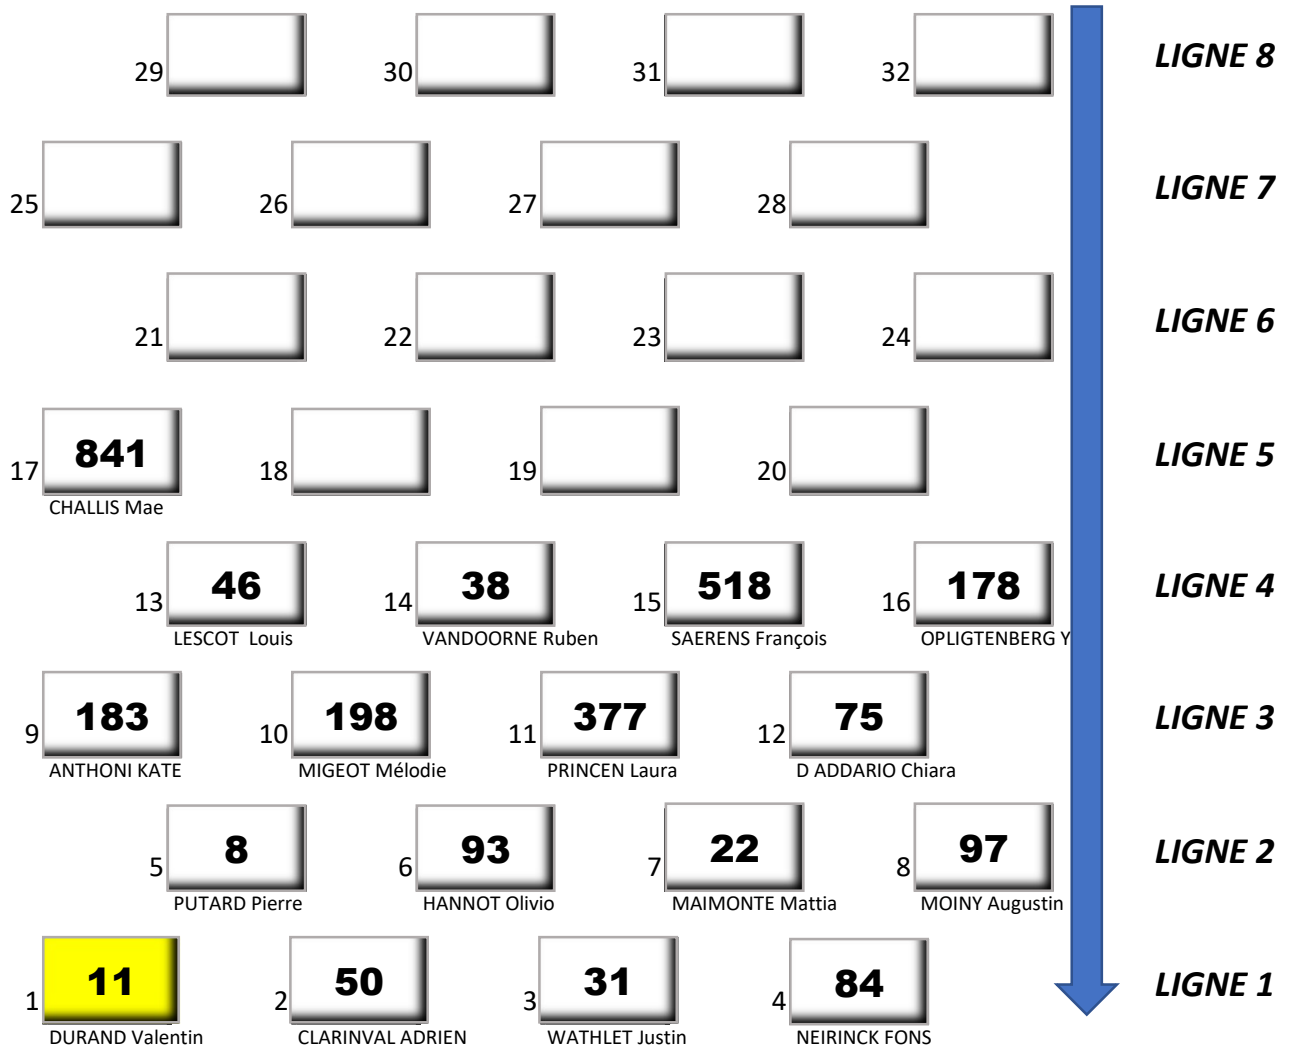 29 30 31 32 LIGNE 8
25 26 27 28 LIGNE 7
21 22 23 24 LIGNE 6
17 841 18 19 20 LIGNE 5
CHALLIS Mae
13 46 14 38 15 518 16 178 LIGNE 4
LESCOT Louis VANDOORNE Ruben SAERENS François OPLIGTENBERG Y
9 183 10 198 11 377 12 75 LIGNE 3
ANTHONI KATE MIGEOT Mélodie PRINCEN Laura D ADDARIO Chiara
5 8 6 93 7 22 8 97 LIGNE 2
PUTARD Pierre HANNOT Olivio MAIMONTE Mattia MOINY Augustin
1 11 2 50 3 31 4 84 LIGNE 1
DURAND Valentin CLARINVAL ADRIEN WATHLET Justin NEIRINCK FONS